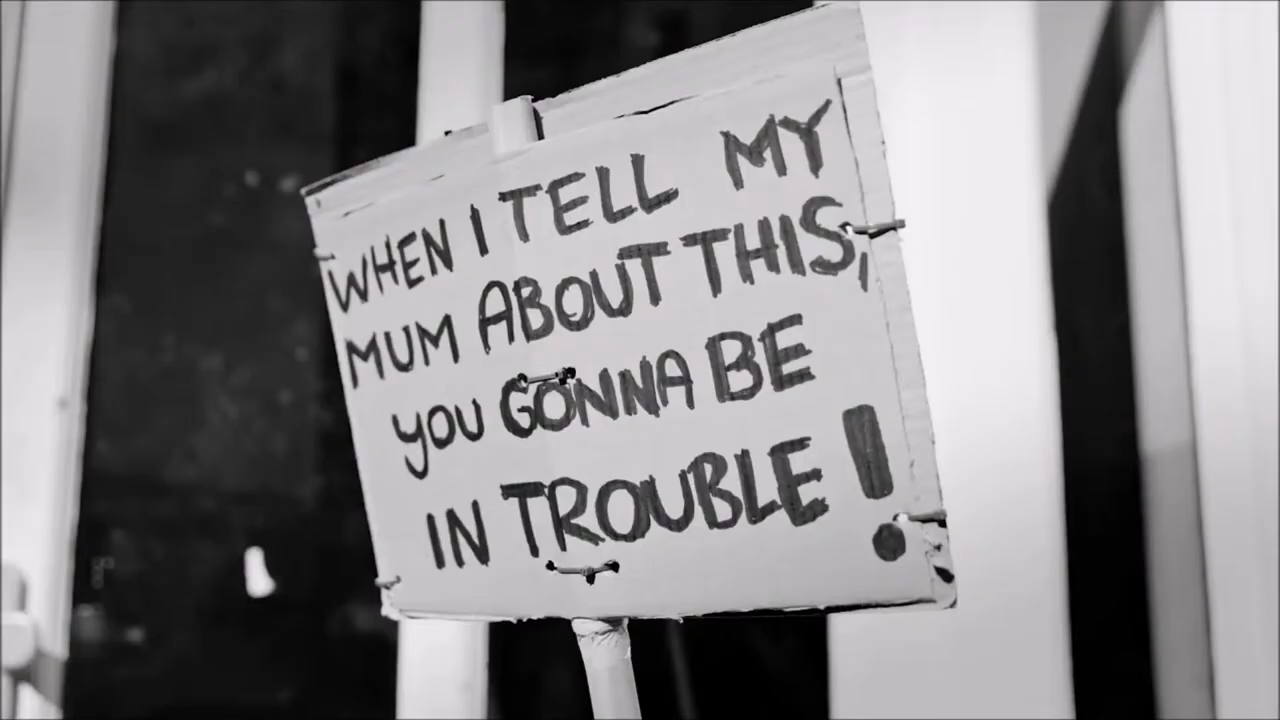 WHEN I TELL MY
MUM ABOUT THIS,
YOU GONNA BE
IN TROUBLE!